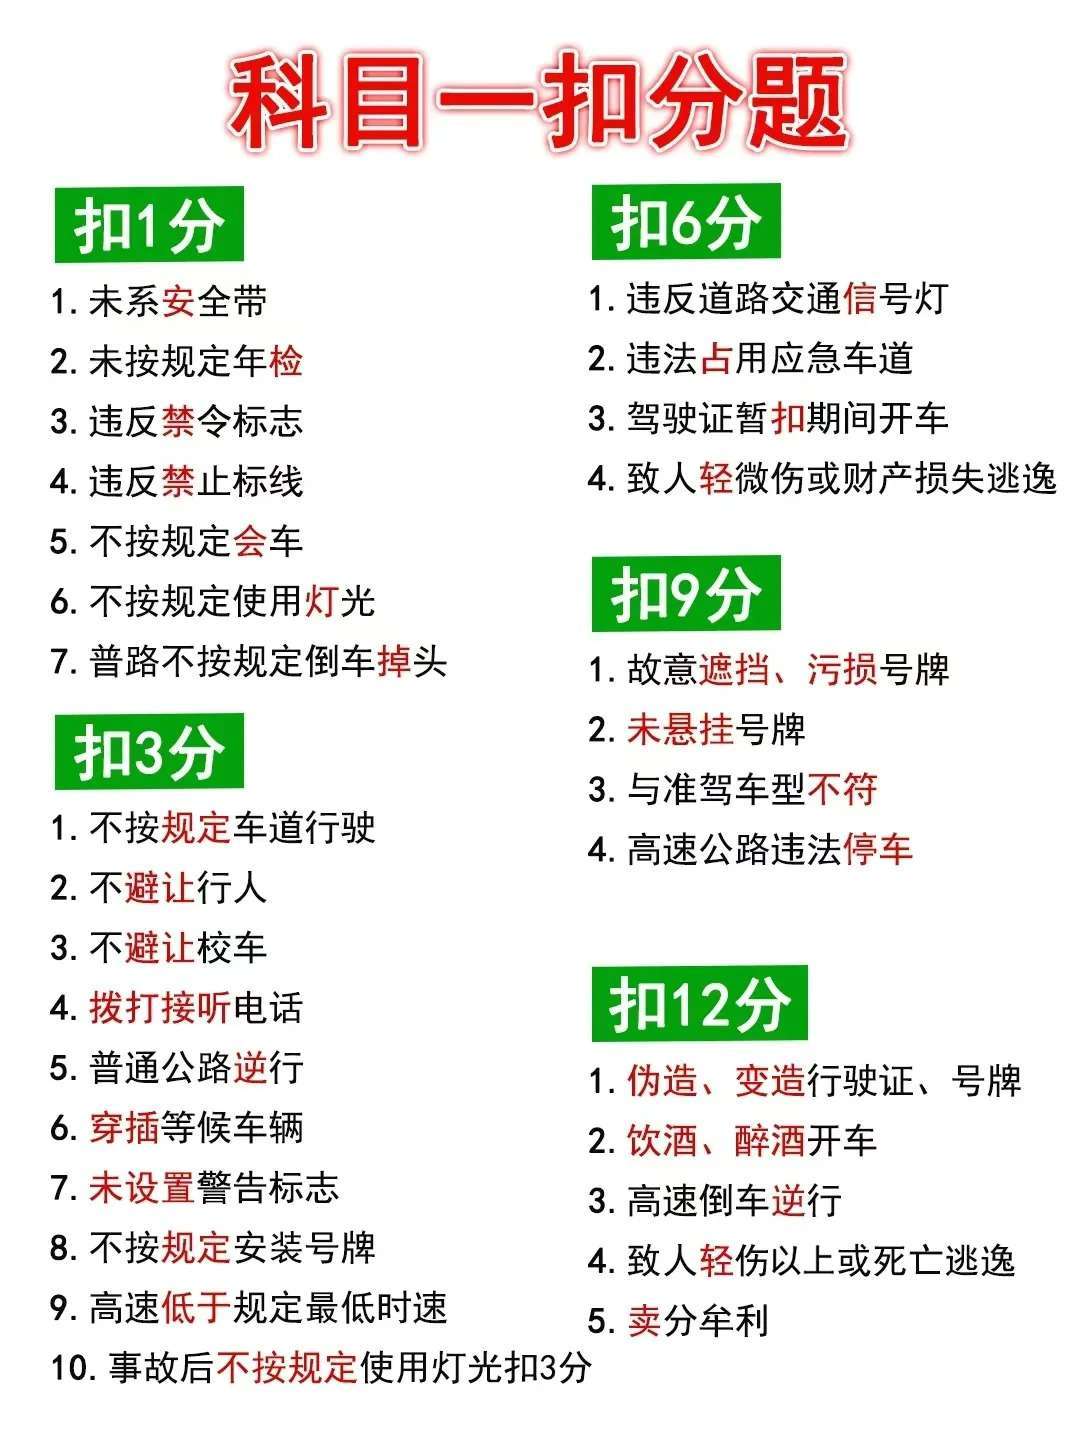 科目一扣分题
扣1分
1. 未系安全带
2. 未按规定年检
3. 违反禁令标志
4. 违反禁止标线
5. 不按规定会车
6. 不按规定使用灯光
7. 普路不按规定倒车掉头
扣3分
1. 不按规定车道行驶
2. 不避让行人
3. 不避让校车
4. 拨打接听电话
5. 普通公路逆行
6. 穿插等候车辆
7. 未设置警告标志
8. 不按规定安装号牌
9. 高速低于规定最低时速
10. 事故后不按规定使用灯光扣3分
扣6分
1. 违反道路交通信号灯
2. 违法占用应急车道
3. 驾驶证暂扣期间开车
4. 致人轻微伤或财产损失逃逸
扣9分
1. 故意遮挡、污损号牌
2. 未悬挂号牌
3. 与准驾车型不符
4. 高速公路违法停车
扣12分
1. 伪造、变造行驶证、号牌
2. 饮酒、醉酒开车
3. 高速倒车逆行
4. 致人轻伤以上或死亡逃逸
5. 卖分牟利